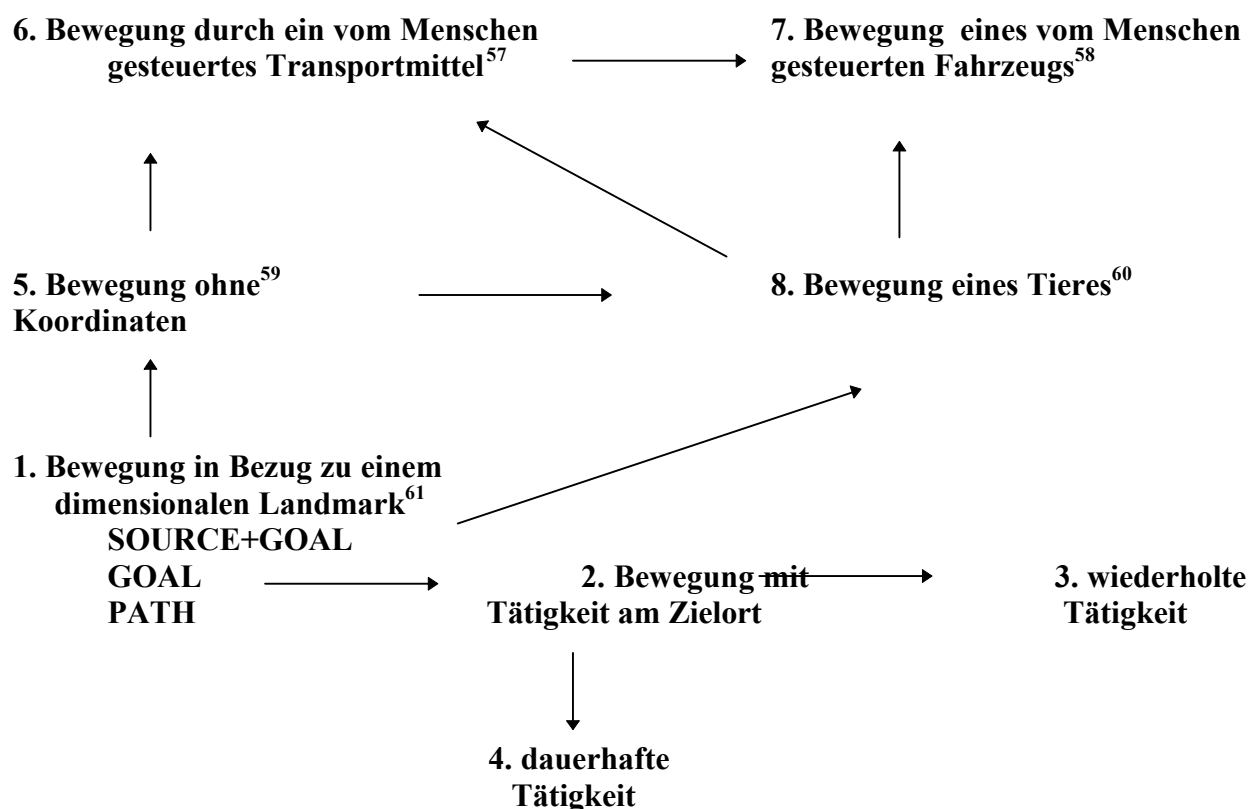 6. Bewegung durch ein vom Menschen
gesteuertes Transportmittel57
7. Bewegung eines vom Menschen
gesteuerten Fahrzeugs58
5. Bewegung ohne59
Koordinaten
8. Bewegung eines Tieres60
1. Bewegung in Bezug zu einem
dimensionalen Landmark61
SOURCE+GOAL
GOAL
PATH
2. Bewegung mit
Tätigkeit am Zielort
3. wiederholte
Tätigkeit
4. dauerhafte
Tätigkeit